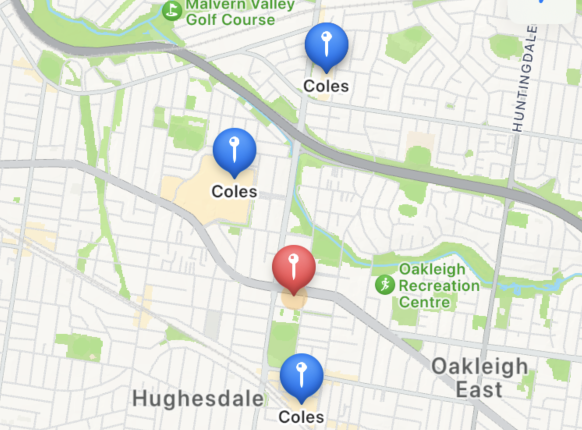 Malvern Valley
Golf Course
Coles
HUNTINGDALE
Coles
Oakleigh
Recreation
Centre
Oakleigh
East
Hughesdale
Coles